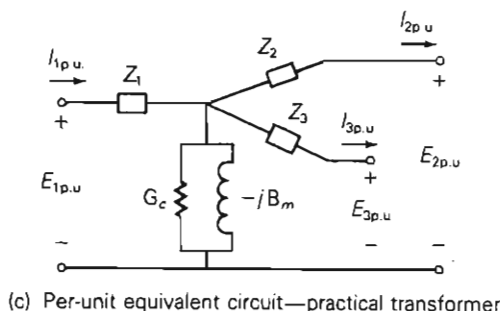 I2p.u
I1p.u.
Z1
Z2
Z3
I3p.u
+
+
+
E1p.u
Gc
-jBm
E2p.u
E3p.u
-
-
-
(c) Per-unit equivalent circuit—practical transformer